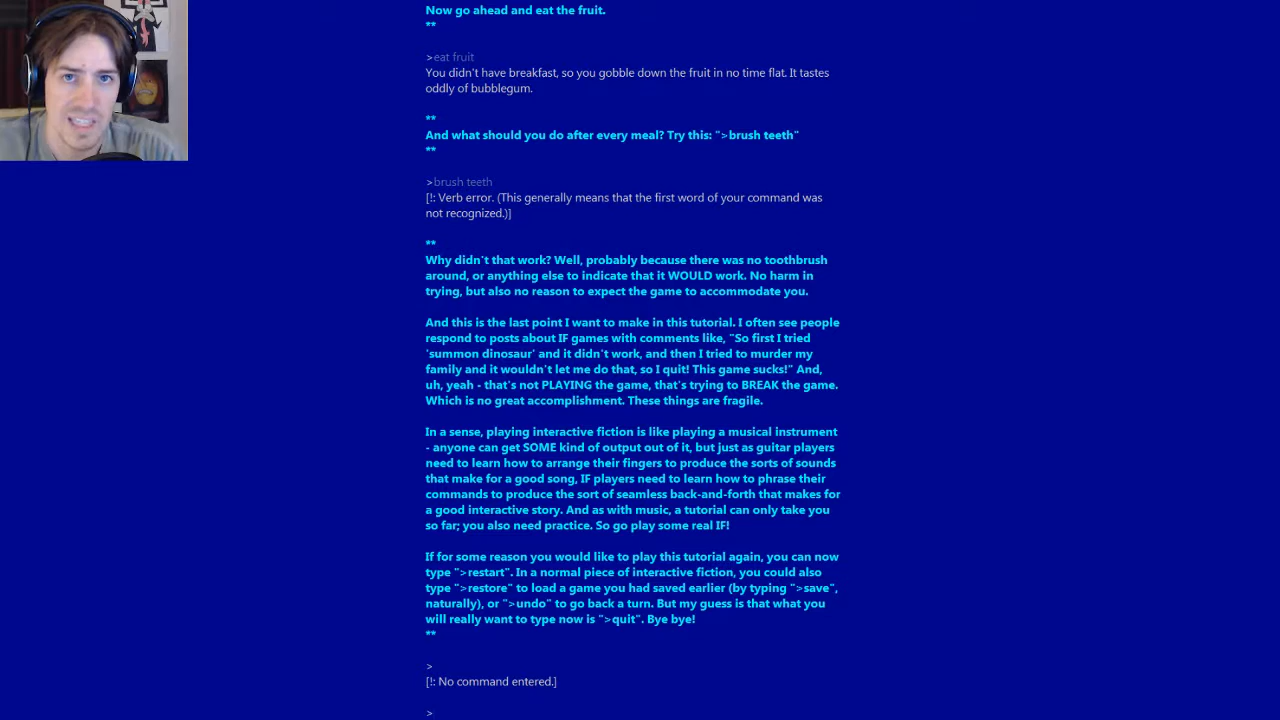 Now go ahead and eat the fruit.
**
>eat fruit
You didn't have breakfast, so you gobble down the fruit in no time flat. It tastes
oddly of bubblegum.
**
And what should you do after every meal? Try this: ">brush teeth"
**
>brush teeth
[!: Verb error. (This generally means that the first word of your command was
not recognized.)]
**
Why didn't that work? Well, probably because there was no toothbrush
around, or anything else to indicate that it WOULD work. No harm in
trying, but also no reason to expect the game to accommodate you.
And this is the last point I want to make in this tutorial. I often see people
respond to posts about IF games with comments like, "So first I tried
'summon dinosaur' and it didn't work, and then I tried to murder my
family and it wouldn't let me do that, so I quit! This game sucks!" And,
uh, yeah - that's not PLAYING the game, that's trying to BREAK the game.
Which is no great accomplishment. These things are fragile.
In a sense, playing interactive fiction is like playing a musical instrument
- anyone can get SOME kind of output out of it, but just as guitar players
need to learn how to arrange their fingers to produce the sorts of sounds
that make for a good song, IF players need to learn how to phrase their
commands to produce the sort of seamless back-and-forth that makes for
a good interactive story. And as with music, a tutorial can only take you
so far; you also need practice. So go play some real IF!
If for some reason you would like to play this tutorial again, you can now
type ">restart". In a normal piece of interactive fiction, you could also
type ">restore" to load a game you had saved earlier (by typing ">save",
naturally), or ">undo" to go back a turn. But my guess is that what you
will really want to type now is ">quit". Bye bye!
**
>
[!: No command entered.]
>